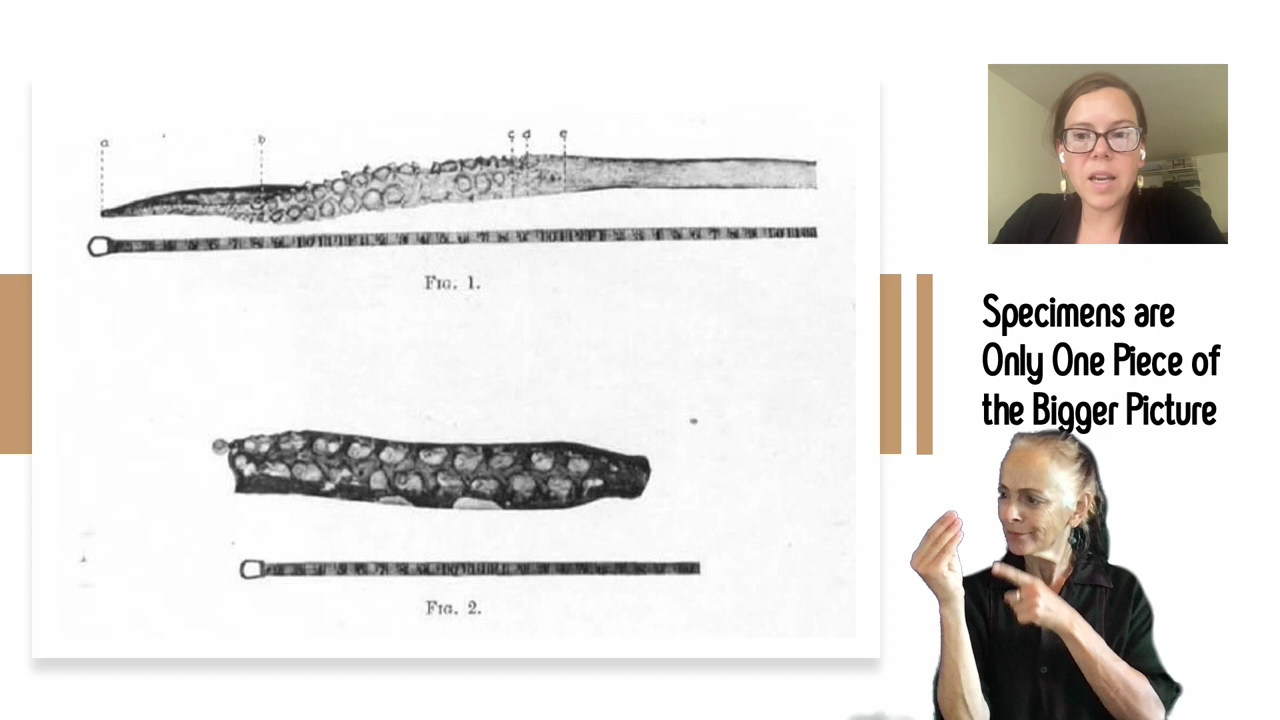 a b c d e
Fig. 1.
Fig. 2.
Specimens are
Only One Piece of
the Bigger Picture